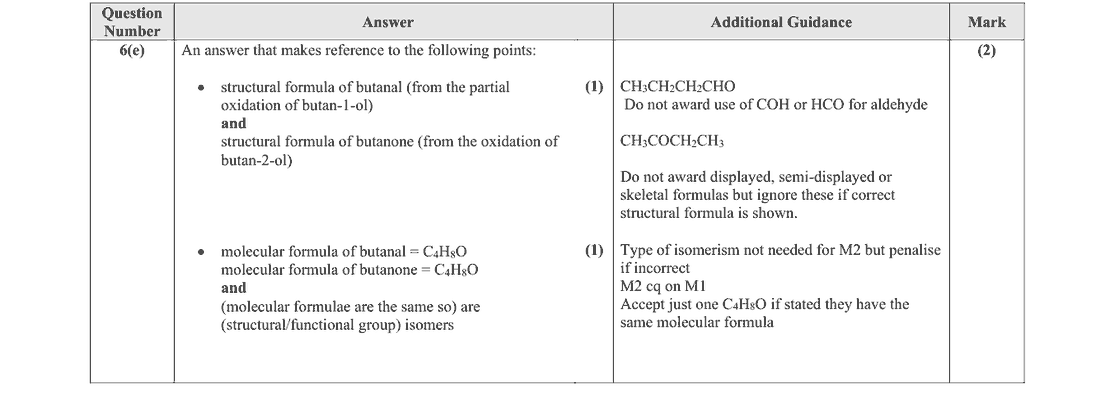 Question Number Answer Additional Guidance Mark
6(e) An answer that makes reference to the following points: (2)
• structural formula of butanal (from the partial (1) CH₃CH₂CH₂CHO
oxidation of butan-1-ol) Do not award use of COH or HCO for aldehyde
and
structural formula of butanone (from the oxidation of CH₃COCH₂CH₃
butan-2-ol)
Do not award displayed, semi-displayed or
skeletal formulas but ignore these if correct
structural formula is shown.
• molecular formula of butanal = C₄H₈O (1) Type of isomerism not needed for M2 but penalise
molecular formula of butanone = C₄H₈O if incorrect
and M2 cq on M1
(molecular formulae are the same so) are Accept just one C₄H₈O if stated they have the
(structural/functional group) isomers same molecular formula